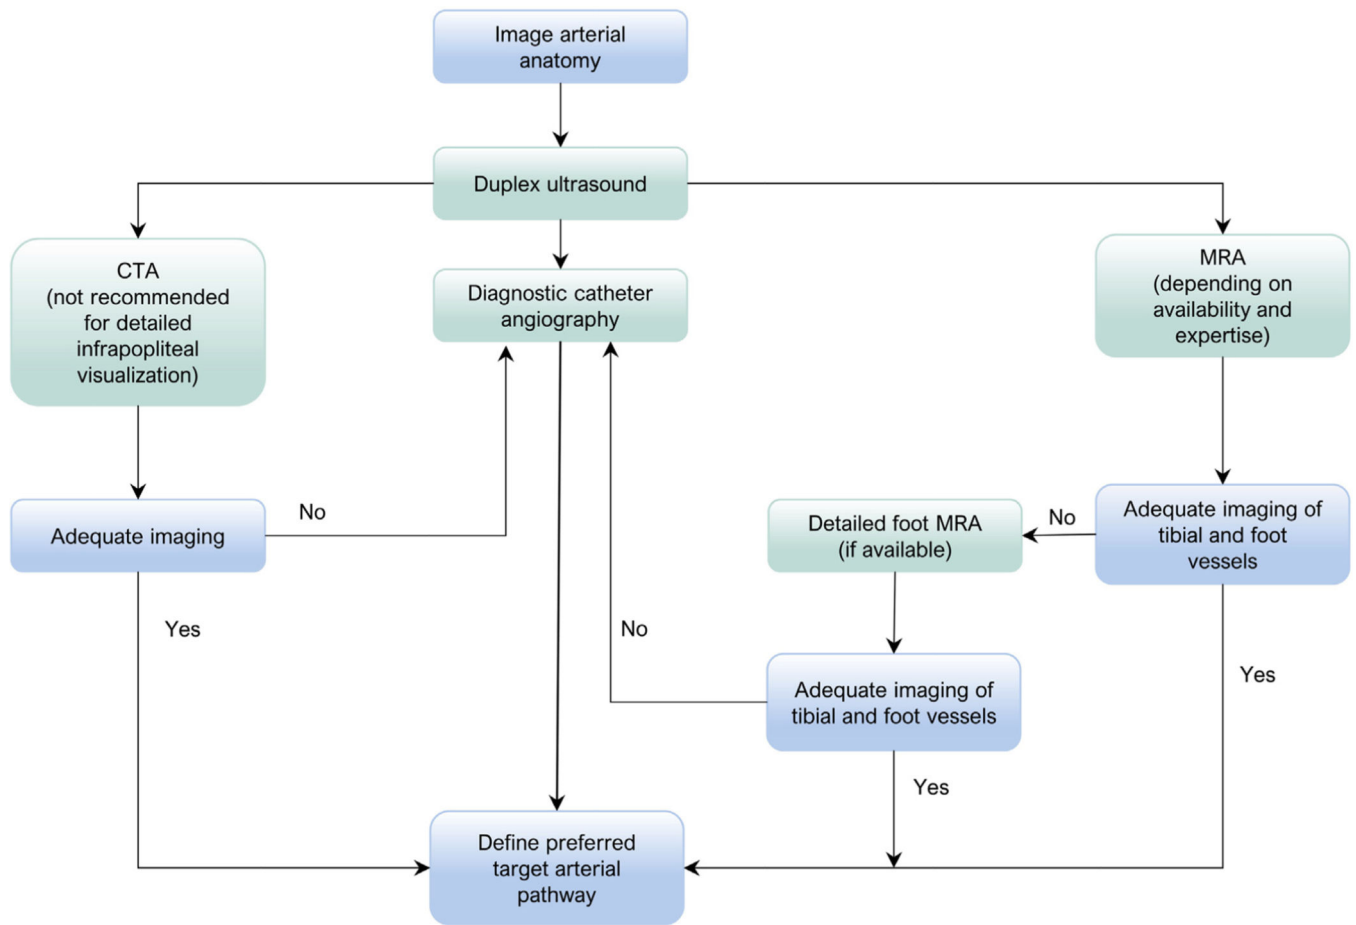 Image arterial
anatomy
Duplex ultrasound
CTA
(not recommended
for detailed
infrapopliteal
visualization)
Diagnostic catheter
angiography
MRA
(depending on
availability and
expertise)
Adequate imaging
No
Yes
Detailed foot MRA
(if available)
No
Adequate imaging of
tibial and foot
vessels
No
Adequate imaging of
tibial and foot vessels
Yes
Yes
Define preferred
target arterial
pathway